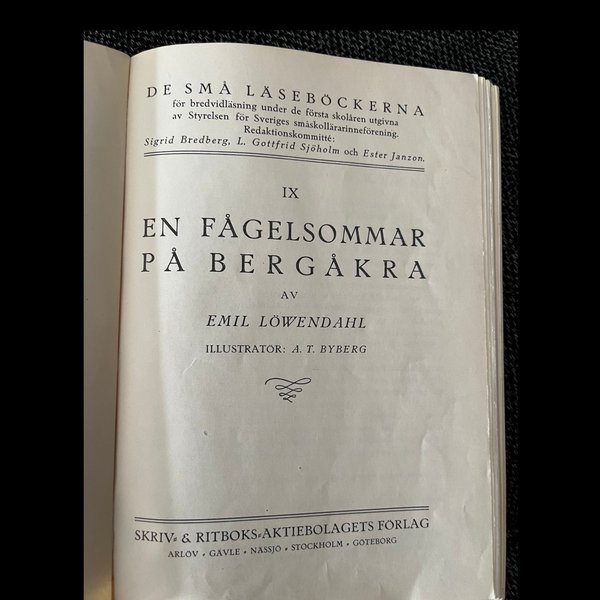 DE SMÅ LÄSEBÖCKERNA
för bredvidläsning under de första skolåren utgivna
av Styrelsen för Sveriges småskollärarinneförening.
Redaktionskommitté:
Sigrid Bredberg, L. Gottfrid Sjöholm och Ester Janzon.
IX
EN FÅGELSOMMAR
PÅ BERGÅKRA
AV
EMIL LÖWENDAHL
ILLUSTRATÖR: A. T. BYBERG
SKRIV- & RITBOKS-AKTIEBOLAGETS FÖRLAG
ARLÖV • GÄVLE • NÄSSJÖ • STOCKHOLM • GÖTEBORG